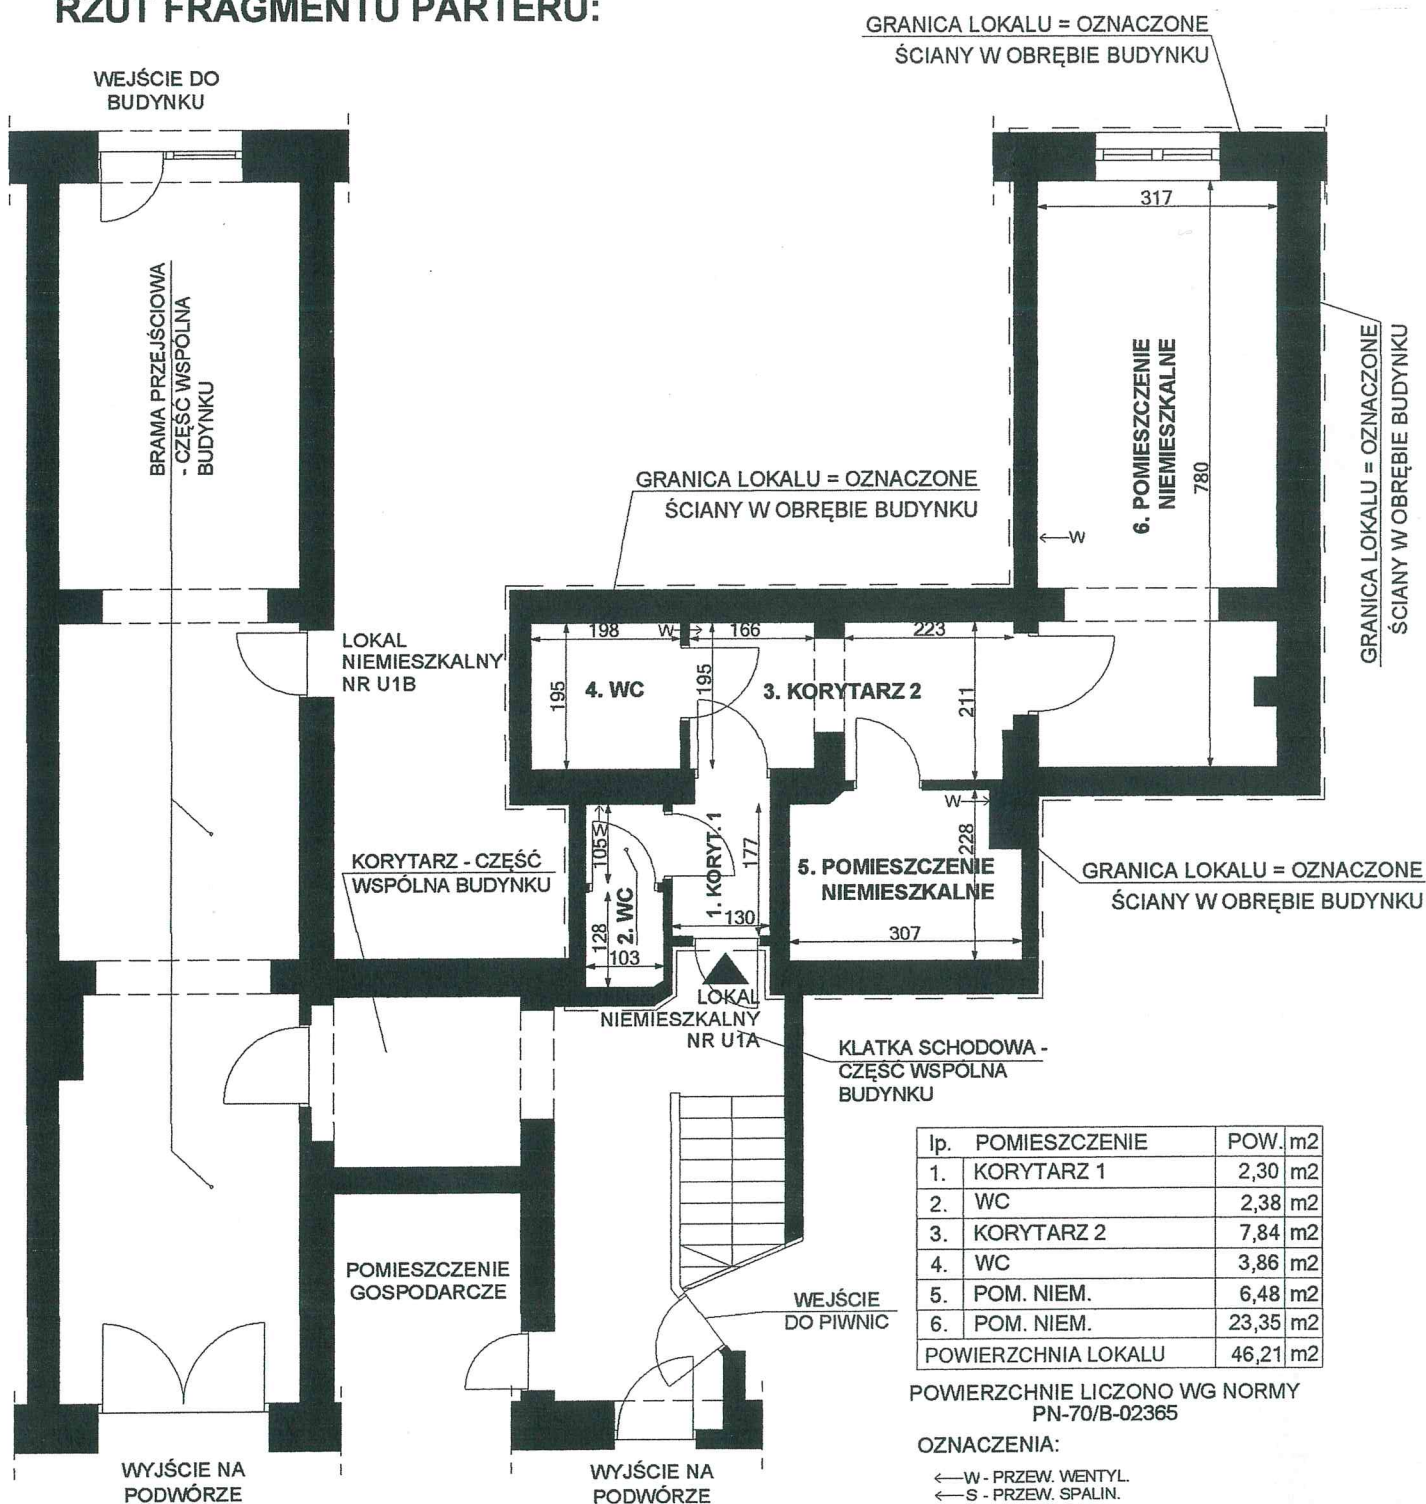 RZUT FRAGMENTU PARTERU:
GRANICA LOKALU = OZNACZONE
ŚCIANY W OBRĘBIE BUDYNKU
WEJŚCIE DO
BUDYNKU
BRAMA PRZEJŚCIOWA
- CZĘŚĆ WSPÓLNA
BUDYNKU
317
6. POMIESZCZENIE
NIEMIESZKALNE
780
W
GRANICA LOKALU = OZNACZONE
ŚCIANY W OBRĘBIE BUDYNKU
GRANICA LOKALU = OZNACZONE
ŚCIANY W OBRĘBIE BUDYNKU
LOKAL
NIEMIESZKALNY
NR U1B
198
W
166
223
195
4. WC
195
3. KORYTARZ 2
211
W
105
W
228
177
1. KORYT. 1
5. POMIESZCZENIE
NIEMIESZKALNE
KORYTARZ - CZĘŚĆ
WSPÓLNA BUDYNKU
GRANICA LOKALU = OZNACZONE
ŚCIANY W OBRĘBIE BUDYNKU
2. WC
128
103
130
307
LOKAL
NIEMIESZKALNY
NR U1A
KLATKA SCHODOWA -
CZĘŚĆ WSPÓLNA
BUDYNKU
lp. POMIESZCZENIE POW. m2
1. KORYTARZ 1 2,30 m2
2. WC 2,38 m2
3. KORYTARZ 2 7,84 m2
4. WC 3,86 m2
5. POM. NIEM. 6,48 m2
6. POM. NIEM. 23,35 m2
POWIERZCHNIA LOKALU 46,21 m2
POMIESZCZENIE
GOSPODARCZE
WEJŚCIE
DO PIWNIC
POWIERZCHNIE LICZONO WG NORMY
PN-70/B-02365
OZNACZENIA:
W - PRZEW. WENTYL.
S - PRZEW. SPALIN.
WYJŚCIE NA
PODWÓRZE
WYJŚCIE NA
PODWÓRZE